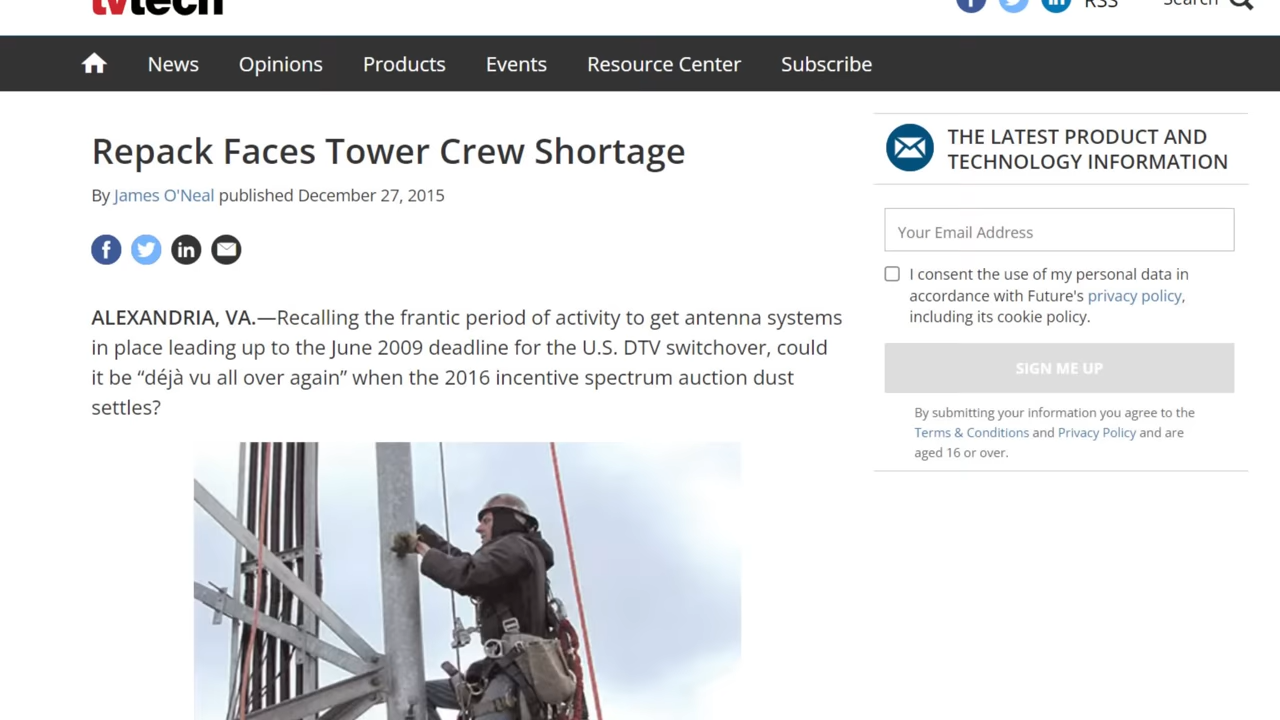 tvtech
RSS
Search
News Opinions Products Events Resource Center Subscribe
Repack Faces Tower Crew Shortage
By James O'Neal published December 27, 2015
ALEXANDRIA, VA.—Recalling the frantic period of activity to get antenna systems
in place leading up to the June 2009 deadline for the U.S. DTV switchover, could
it be “déjà vu all over again” when the 2016 incentive spectrum auction dust
settles?
THE LATEST PRODUCT AND
TECHNOLOGY INFORMATION
Your Email Address
I consent the use of my personal data in
accordance with Future's privacy policy,
including its cookie policy.
SIGN ME UP
By submitting your information you agree to the
Terms & Conditions and Privacy Policy and are
aged 16 or over.